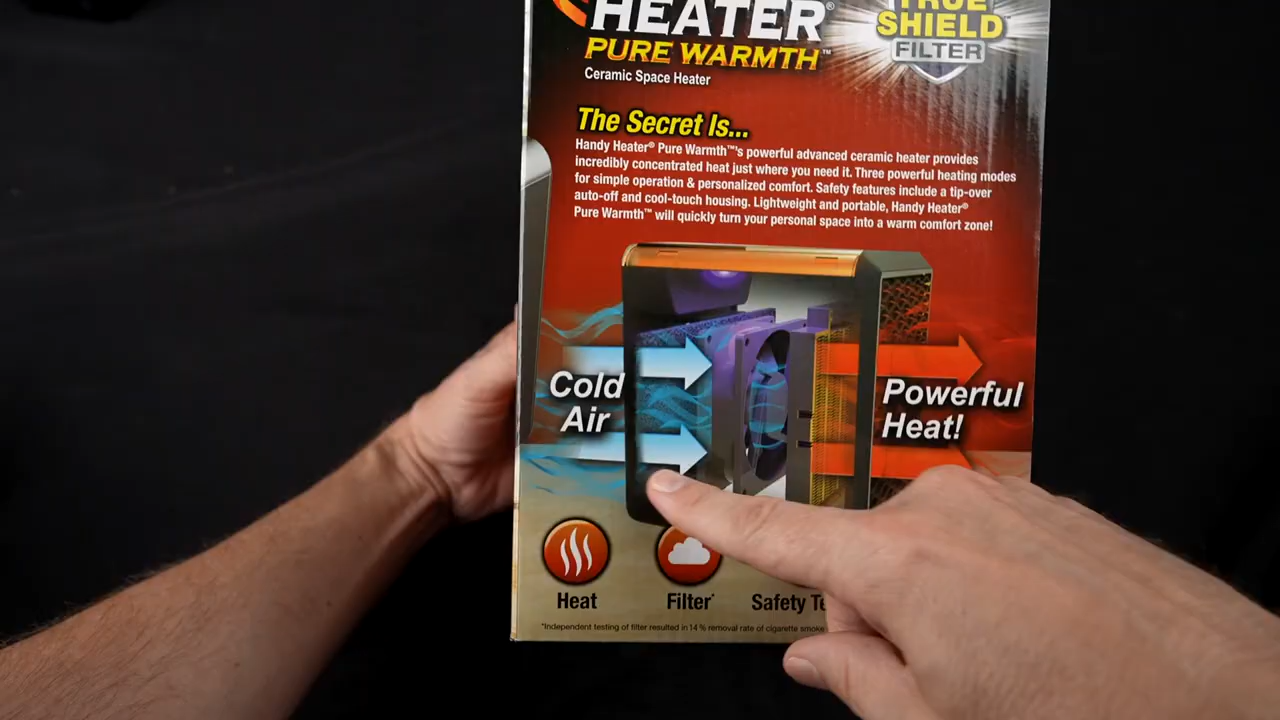 HEATER®
PURE WARMTH™
Ceramic Space Heater
TRUE
SHIELD™
FILTER
The Secret Is...
Handy Heater® Pure Warmth™'s powerful advanced ceramic heater provides
incredibly concentrated heat just where you need it. Three powerful heating modes
for simple operation & personalized comfort. Safety features include a tip-over
auto-off and cool-touch housing. Lightweight and portable, Handy Heater®
Pure Warmth™ will quickly turn your personal space into a warm comfort zone!
Cold
Air
Powerful
Heat!
Heat
Filter*
Safety
*Independent testing of filter resulted in 14% removal rate of cigarette smoke